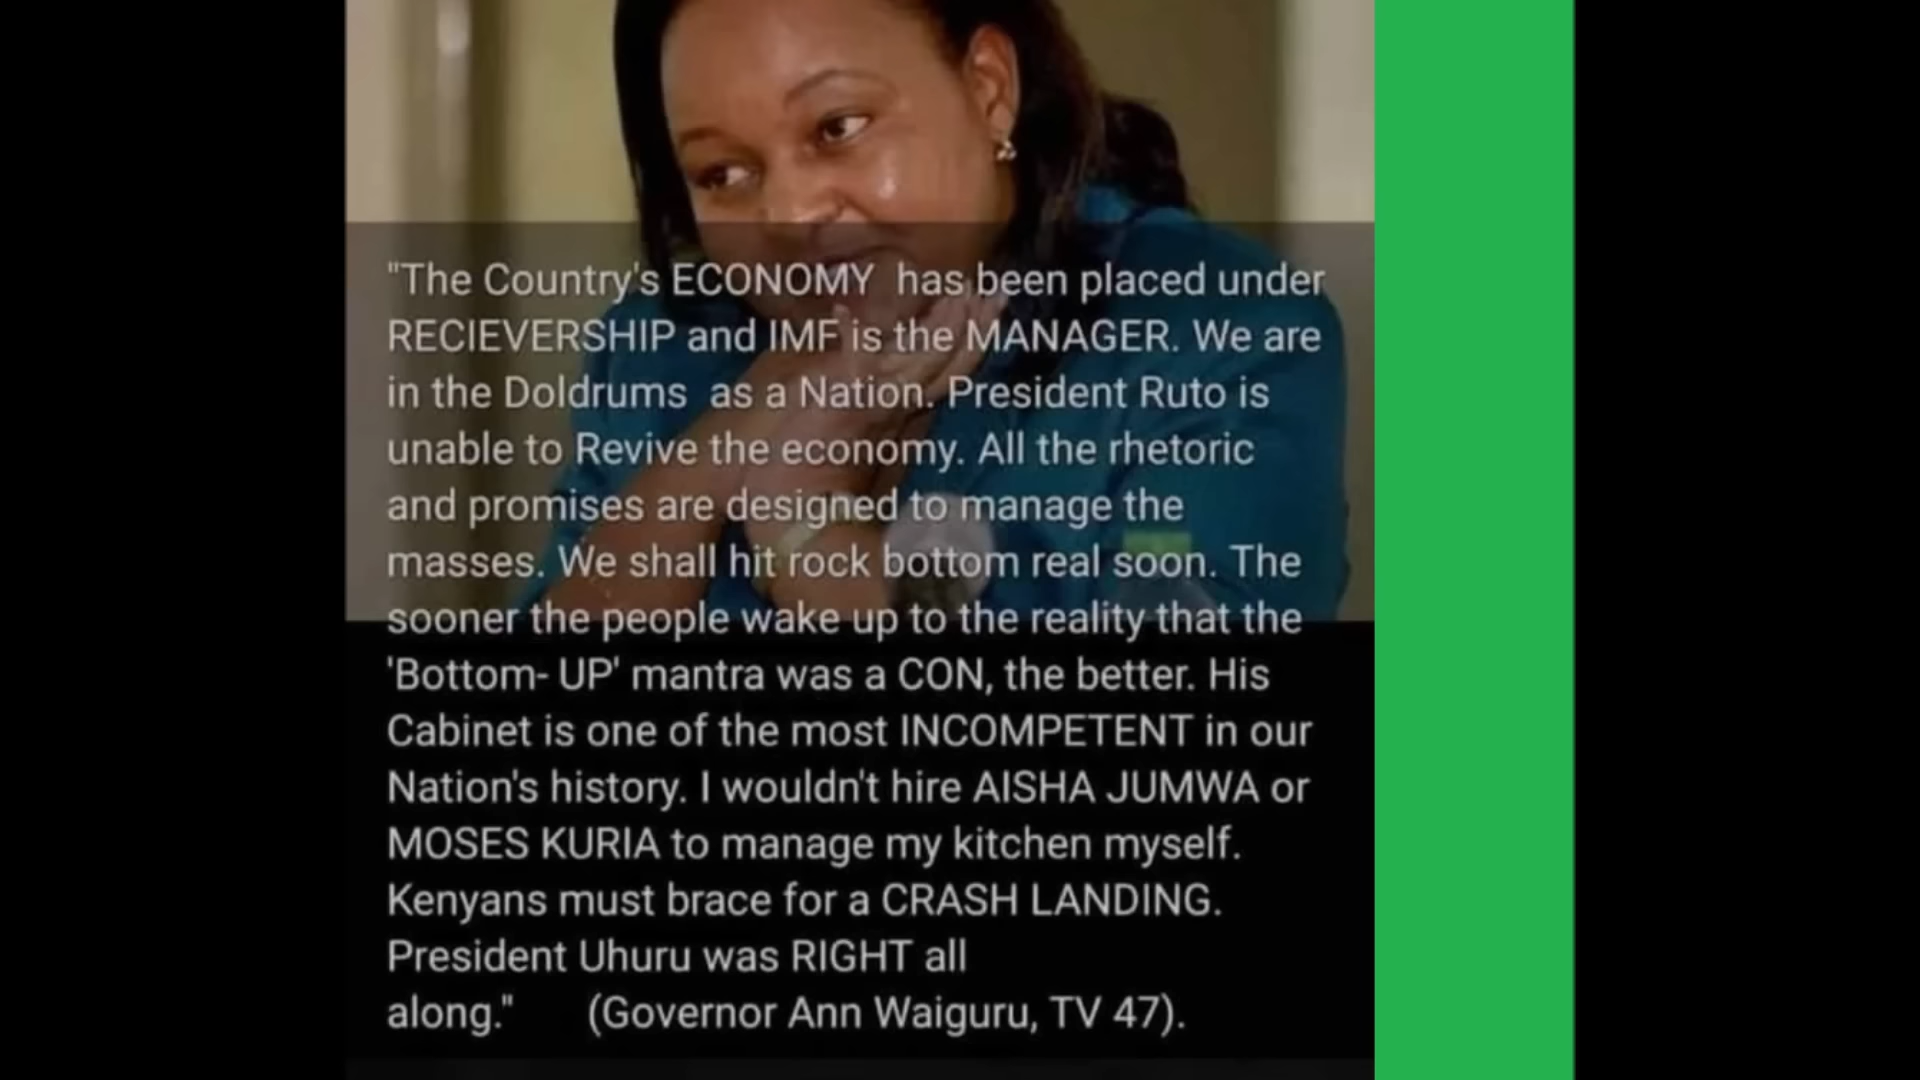 "The Country's ECONOMY  has been placed under
RECIEVERSHIP and IMF is the MANAGER. We are
in the Doldrums  as a Nation. President Ruto is
unable to Revive the economy. All the rhetoric
and promises are designed to manage the
masses. We shall hit rock bottom real soon. The
sooner the people wake up to the reality that the
'Bottom- UP' mantra was a CON, the better. His
Cabinet is one of the most INCOMPETENT in our
Nation's history. I wouldn't hire AISHA JUMWA or
MOSES KURIA to manage my kitchen myself.
Kenyans must brace for a CRASH LANDING.
President Uhuru was RIGHT all
along."      (Governor Ann Waiguru, TV 47).